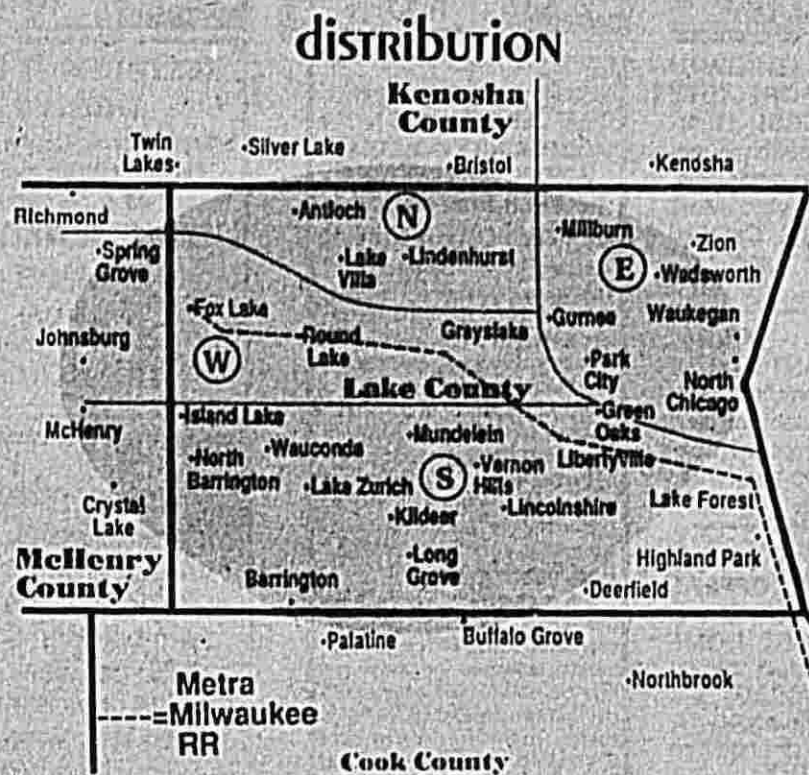 distribution
Kenosha
County
Twin
Lakes
Silver Lake
Bristol
Kenosha
Richmond
Antioch
N
Millburn
Zion
Spring
Grove
Lake
Villa
Lindenhurst
E
Wadsworth
Fox Lake
Grayslake
Gurnee
Waukegan
Johnsburg
Round
Lake
W
Park
City
North
Chicago
Lake County
McHenry
Island Lake
Green
Oaks
Mundelein
Wauconda
North
Barrington
Lake Zurich
S
Vernon
Hills
Libertyville
Crystal
Lake
Kildeer
Lincolnshire
Lake Forest
McHenry
County
Long
Grove
Highland Park
Barrington
Deerfield
Palatine
Buffalo Grove
Northbrook
Metra
----=Milwaukee
RR
Cook County